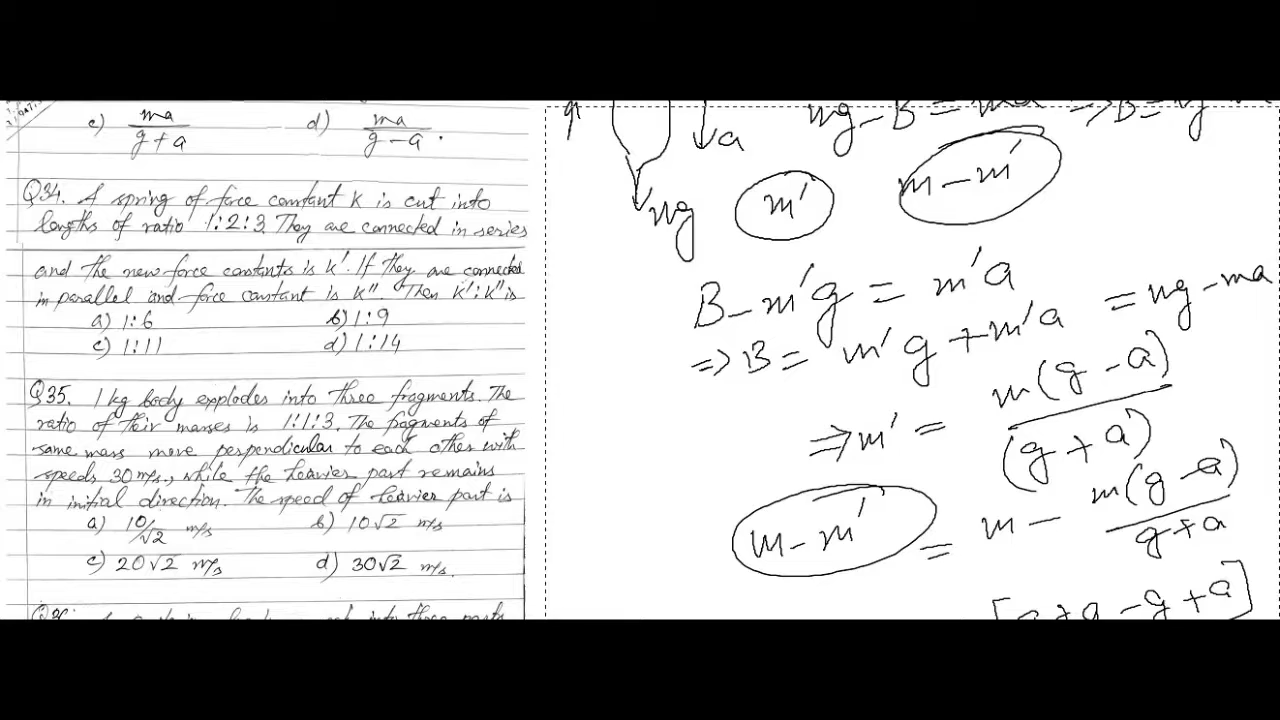 c) ma/(g+a) d) ma/(g-a).
Q34. A spring of force constant K is cut into
lengths of ratio 1:2:3. They are connected in series
and the new force constants is k'. If they are connected
in parallel and force constant is k''. Then k':k'' is
a) 1:6 b) 1:9
c) 1:11 d) 1:14
Q35. 1 kg body explodes into three fragments. The
ratio of their masses is 1:1:3. The fragments of
same mass move perpendicular to each other with
speeds 30 m/s, while the heavier part remains
in initial direction. The speed of heavier part is
a) 10/√2 m/s b) 10√2 m/s
c) 20√2 m/s d) 30√2 m/s.
into three parts
a
mg - B = ma => B =
mg m' m - m'
B - m'g = m'a
=> B = m'g + m'a = mg - ma
=> m' = m(g-a)/(g+a)
m - m' = m - m(g-a)/(g+a)
[g+a-g+a]